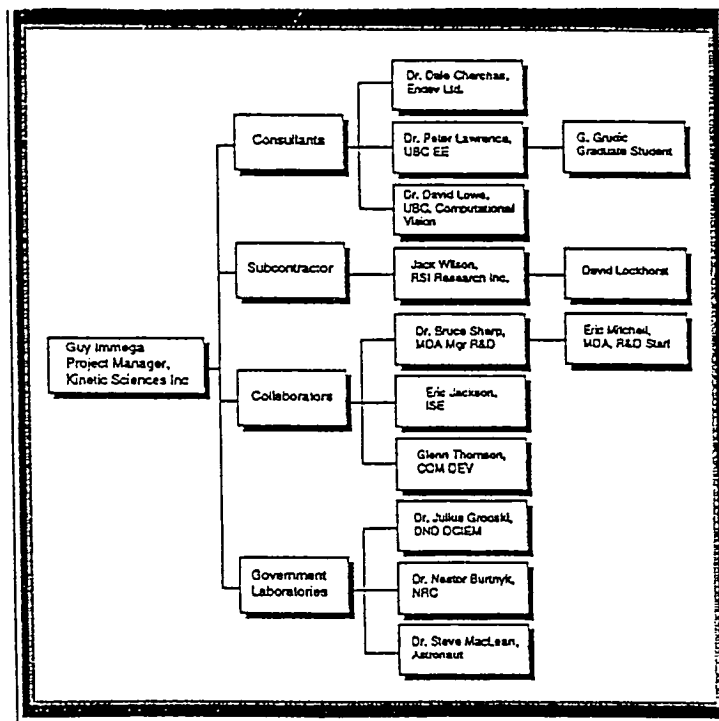 Guy Immega
Project Manager,
Kinetic Sciences Inc
Consultants
Dr. Dale Cherchas,
Endev Ltd.
Dr. Peter Lawrence,
UBC EE
G. Grudic
Graduate Student
Dr. David Lowe,
UBC, Computational
Vision
Subcontractor
Jack Wilson,
RSI Research Inc.
David Lockhorst
Collaborators
Dr. Bruce Sharp,
MDA Mgr R&D
Eric Mitchell,
MDA, R&D Staff
Eric Jackson,
ISE
Glenn Thomson,
COM DEV
Government
Laboratories
Dr. Julius
DND DCIEM
Dr. Nestor Burtnyk,
NRC
Dr. Steve MacLean,
Astronaut